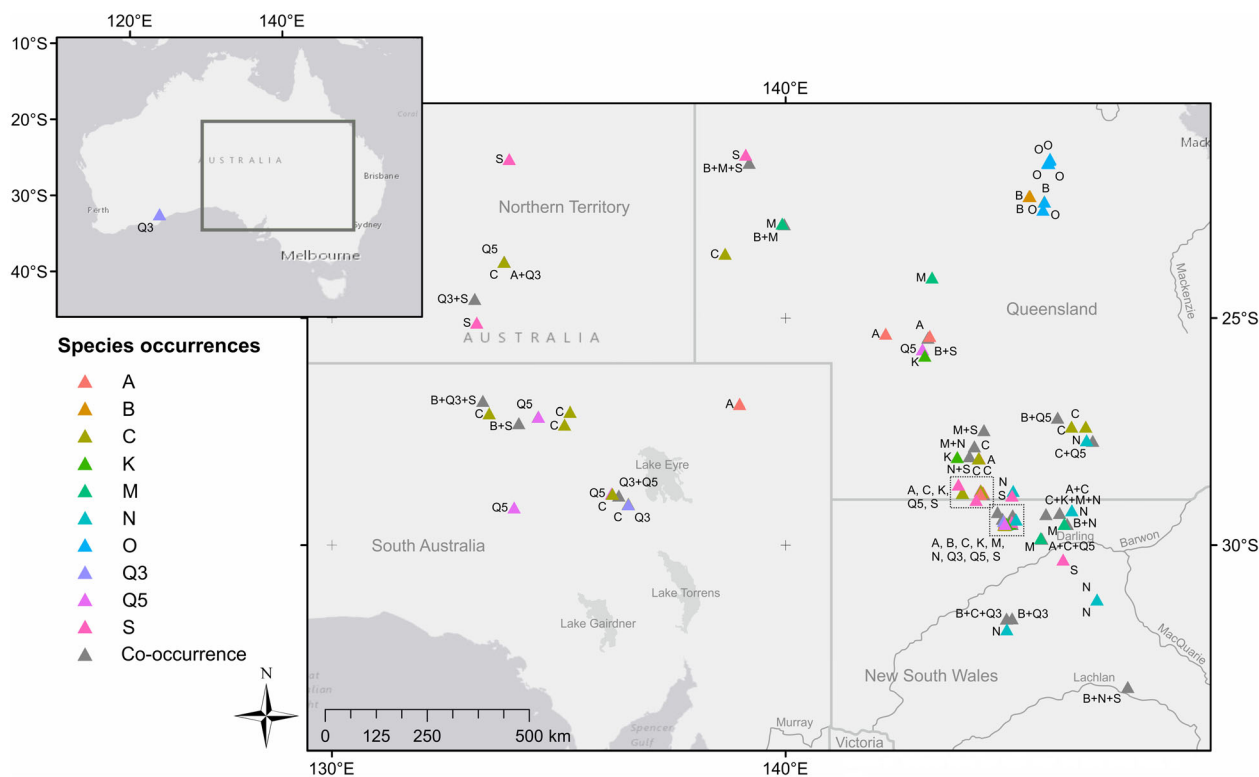 120°E
140°E
10°S
20°S
30°S
40°S
Coral
AUSTRALIA
Brisbane
Perth
Sydney
Q3
Melbourne
140°E
Mack
S
S
B+M+S
O O
O O
B B
B O O
Northern Territory
M
B+M
Q5
C A+Q3
C
Mackenzie
Q3+S
M
Queensland
25°S
S
AUSTRALIA
A
A
Q5 B+S
K
Species occurrences
A
B
C
K
M
N
O
Q3
Q5
S
Co-occurrence
B+Q3+S
C
Q5
B+S
C
C
A
B+Q5
C
C
N
C+Q5
M+S
M+N
C
K
A
N+S
C C
Lake Eyre
Q3+Q5
Q5
C
C Q3
Q5
A, C, K,
Q5, S
N
S
A+C
C+K+M+N
N
M
B+N
Darling
M
A+C+Q5
Barwon
30°S
South Australia
A, B, C, K, M,
N, Q3, Q5, S
S
Lake Torrens
N
N
Lake Gairdner
B+C+Q3
B+Q3
N
MacQuarie
New South Wales
Lachlan
B+N+S
N
0 125 250 500 km
Spencer
Gulf
Murray
Victoria
130°E
140°E